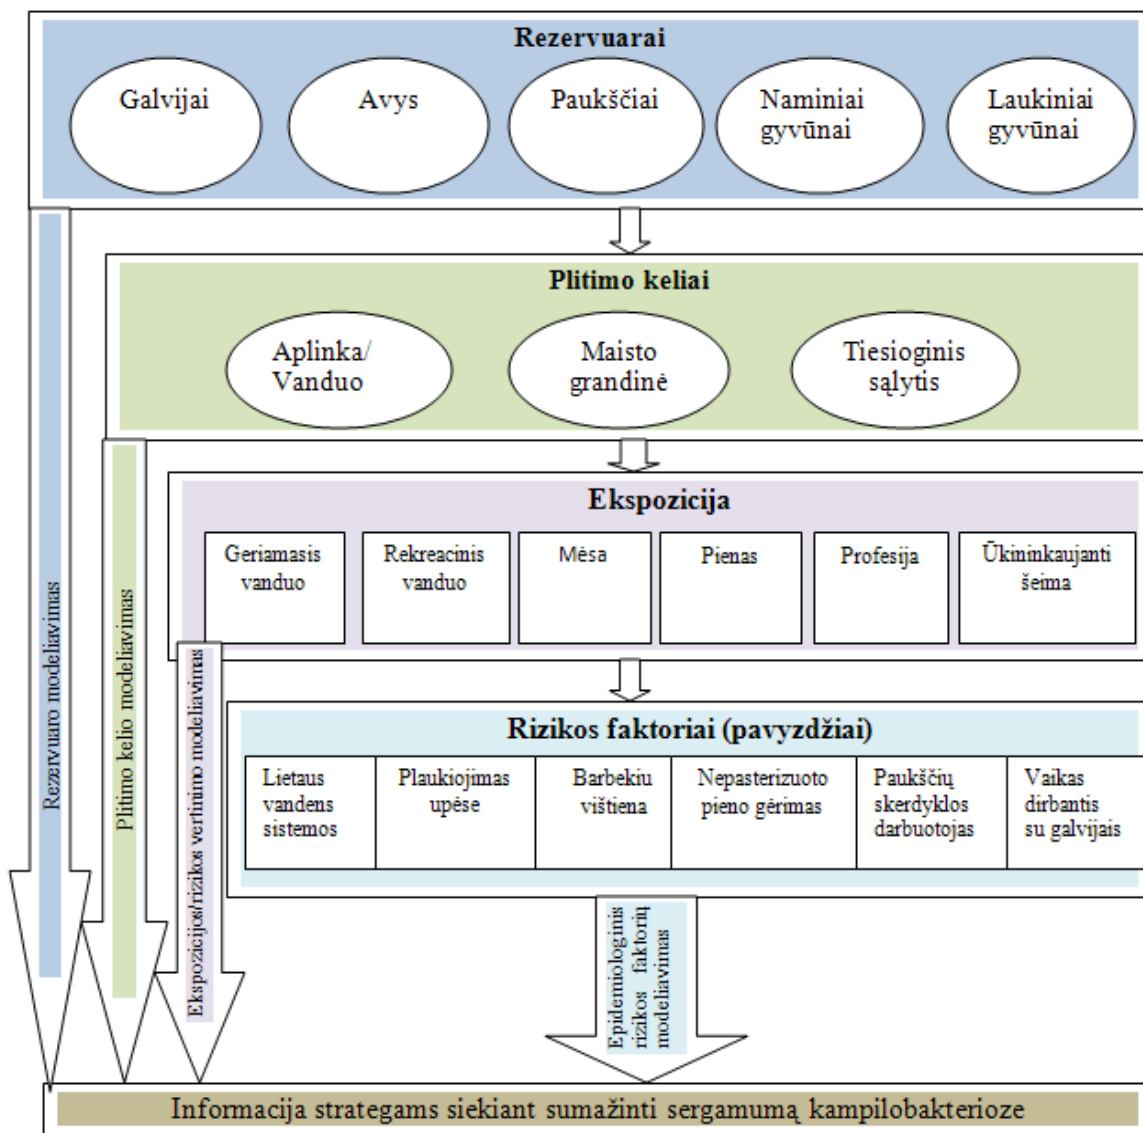 Rezervuarai
Galvijai
Avys
Paukščiai
Naminiai
gyvūnai
Laukiniai
gyvūnai
Plitimo keliai
Aplinka/
Vanduo
Maisto
grandinė
Tiesioginis
sąlytis
Ekspozicija
Geriamasis
vanduo
Rekreacinis
vanduo
Mėsa
Pienas
Profesija
Ūkininkaujanti
šeima
Rizikos faktoriai (pavyzdžiai)
Lietaus
vandens
sistemos
Plaukiojimas
upėse
Barbekiu
vištiena
Nepasterizuoto
pieno gėrimas
Paukščių
skerdyklos
darbuotojas
Vaikas
dirbantis
su galvijais
Rezervuaro modeliavimas
Plitimo kelio modeliavimas
Ekspozicijos/rizikos vertinimo modeliavimas
Epidemiologinis
rizikos faktorių
modeliavimas
Informacija strategams siekiant sumažinti sergamumą kampilobakterioze